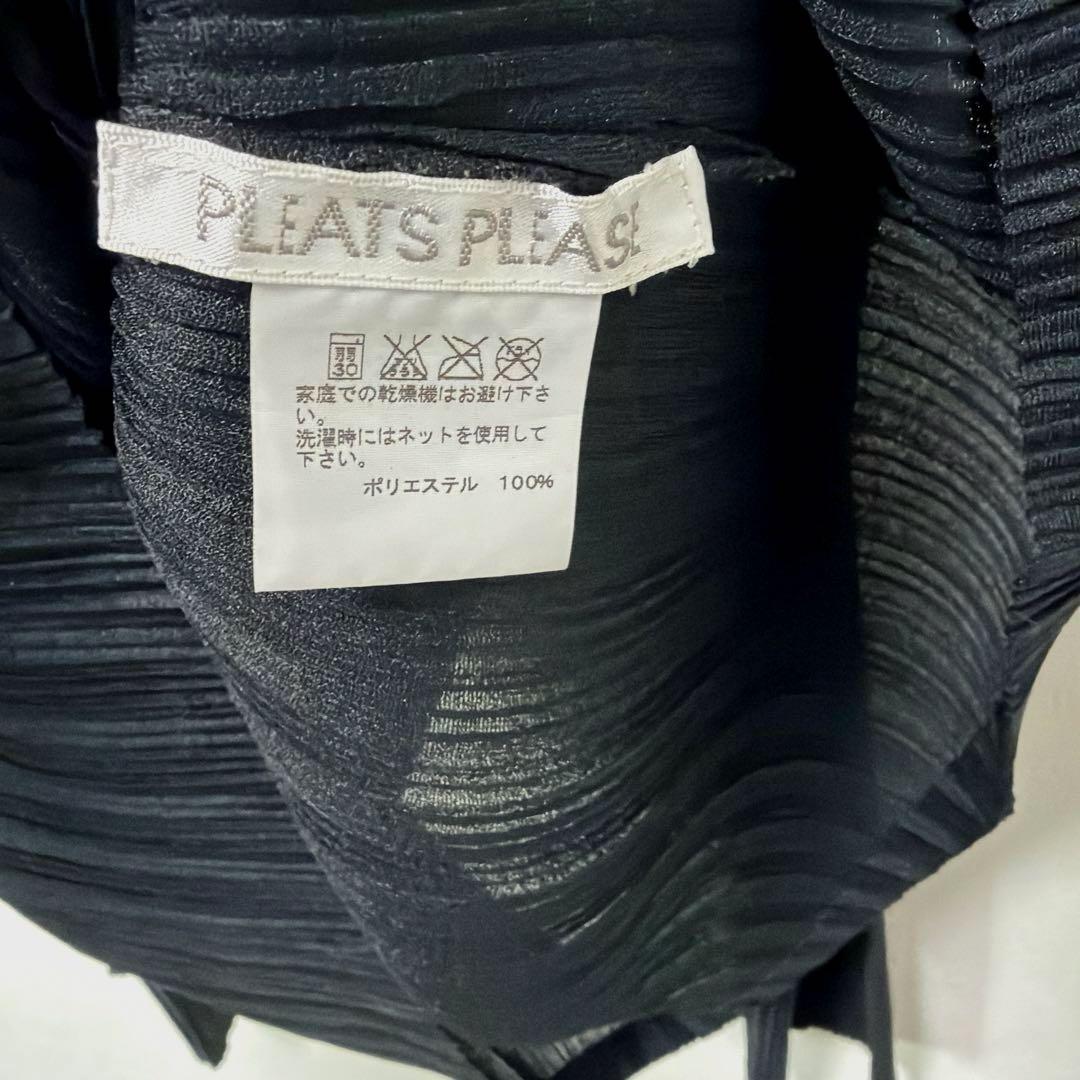 PLEATS PLEASE
弱
30
家庭での乾燥機はお避け下さ
い。
洗濯時にはネットを使用して
下さい。
ポリエステル 100%